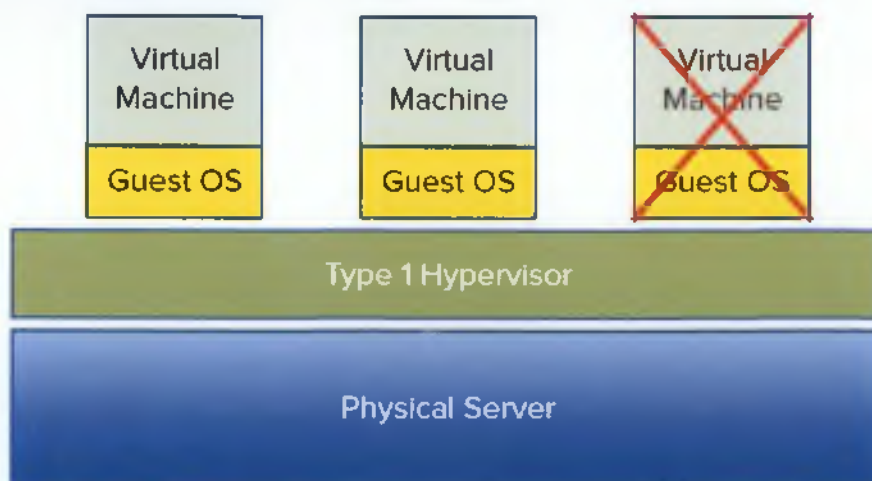 Virtual
Machine
Guest OS
Virtual
Machine
Guest OS
Virtual
Machine
Guest OS
Type 1 Hypervisor
Physical Server